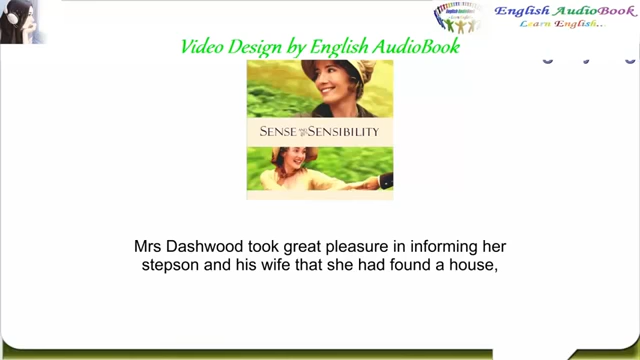 English AudioBook
Learn English...
Video Design by English AudioBook
SENSE AND SENSIBILITY
Mrs Dashwood took great pleasure in informing her
stepson and his wife that she had found a house,